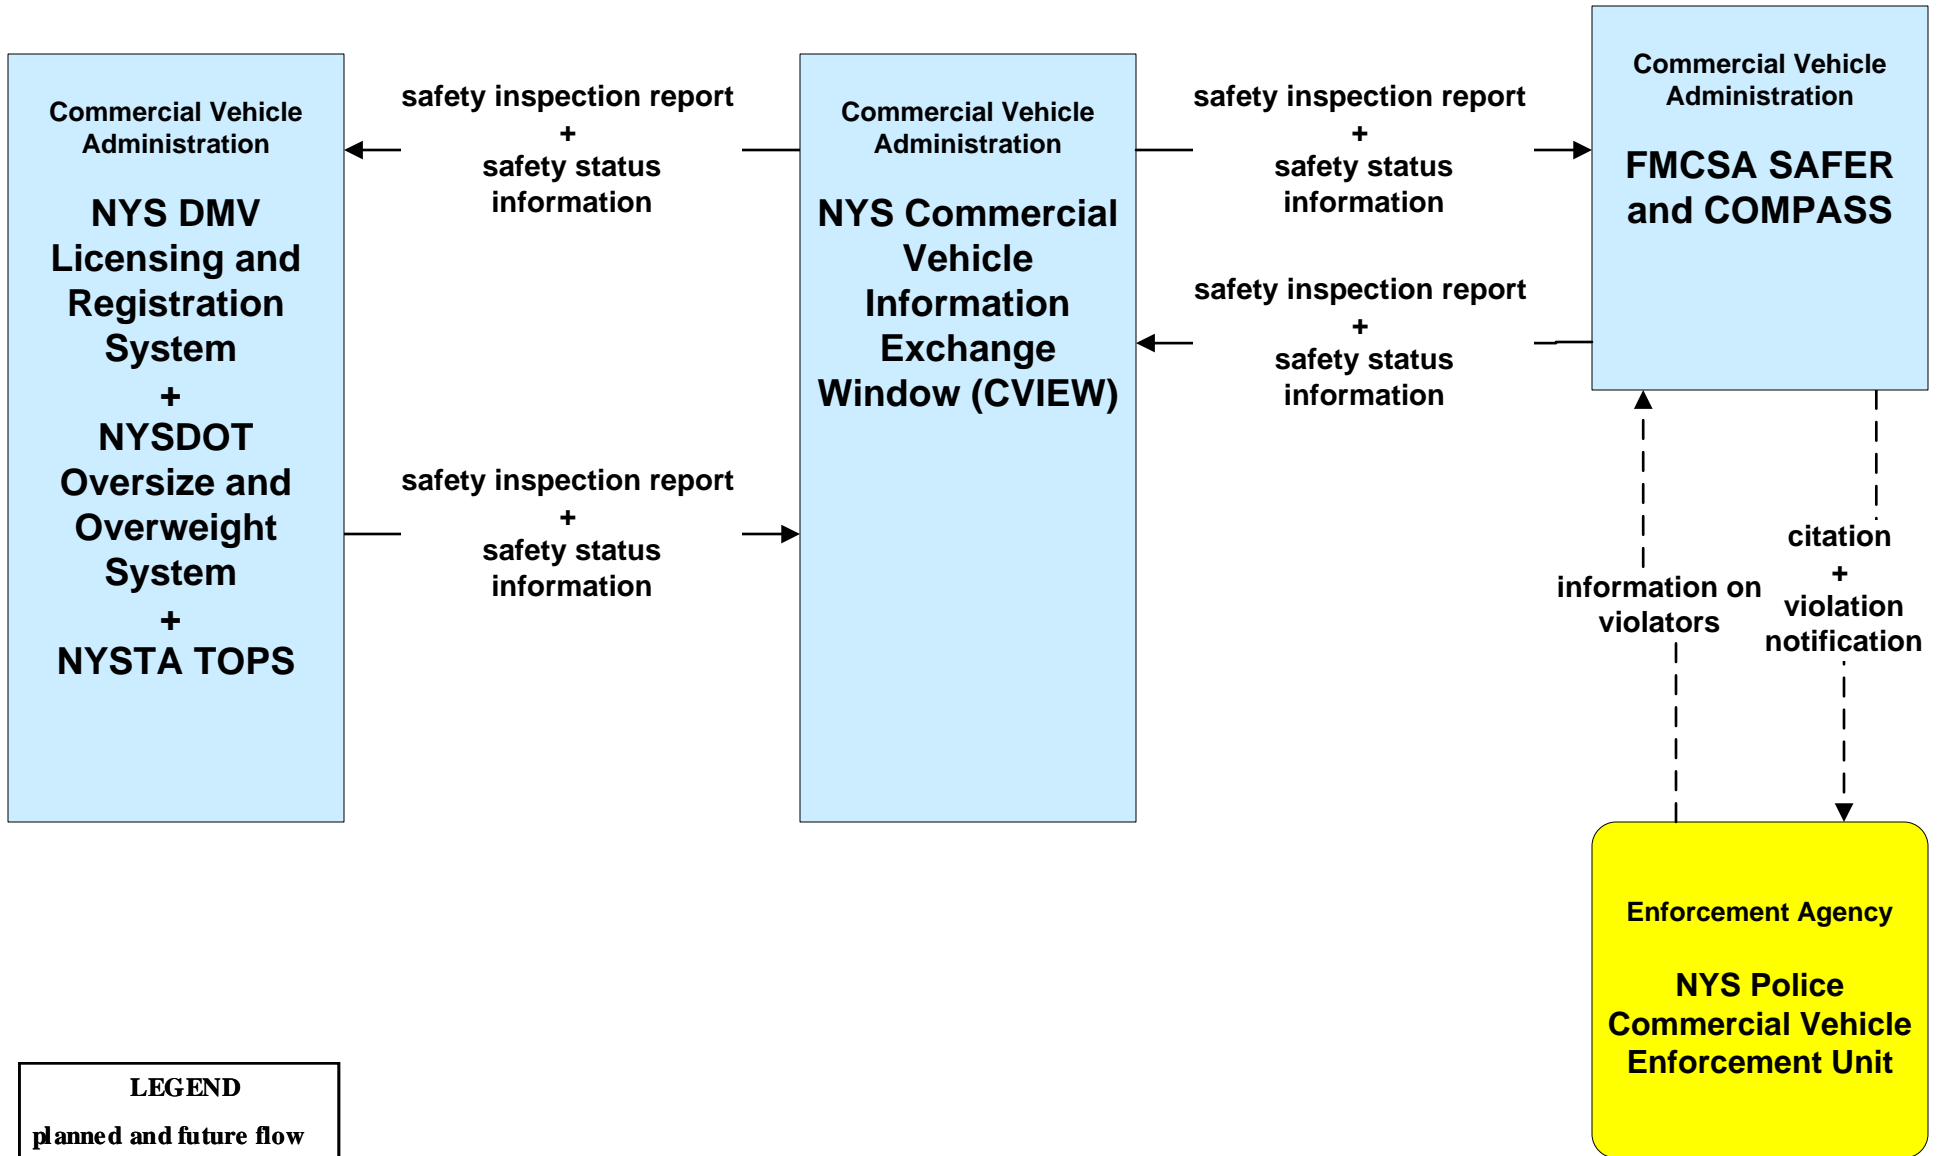 Commercial Vehicle
Administration
NYS DMV
Licensing and
Registration
System
+
NYSDOT
Oversize and
Overweight
System
+
NYSTA TOPS
safety inspection report
+
safety status
information
safety inspection report
+
safety status
information
Commercial Vehicle
Administration
NYS Commercial
Vehicle
Information
Exchange
Window (CVIEW)
safety inspection report
+
safety status
information
safety inspection report
+
safety status
information
Commercial Vehicle
Administration
FMCSA SAFER
and COMPASS
information on
violators
citation
+
violation
notification
Enforcement Agency
NYS Police
Commercial Vehicle
Enforcement Unit
LEGEND
planned and future flow